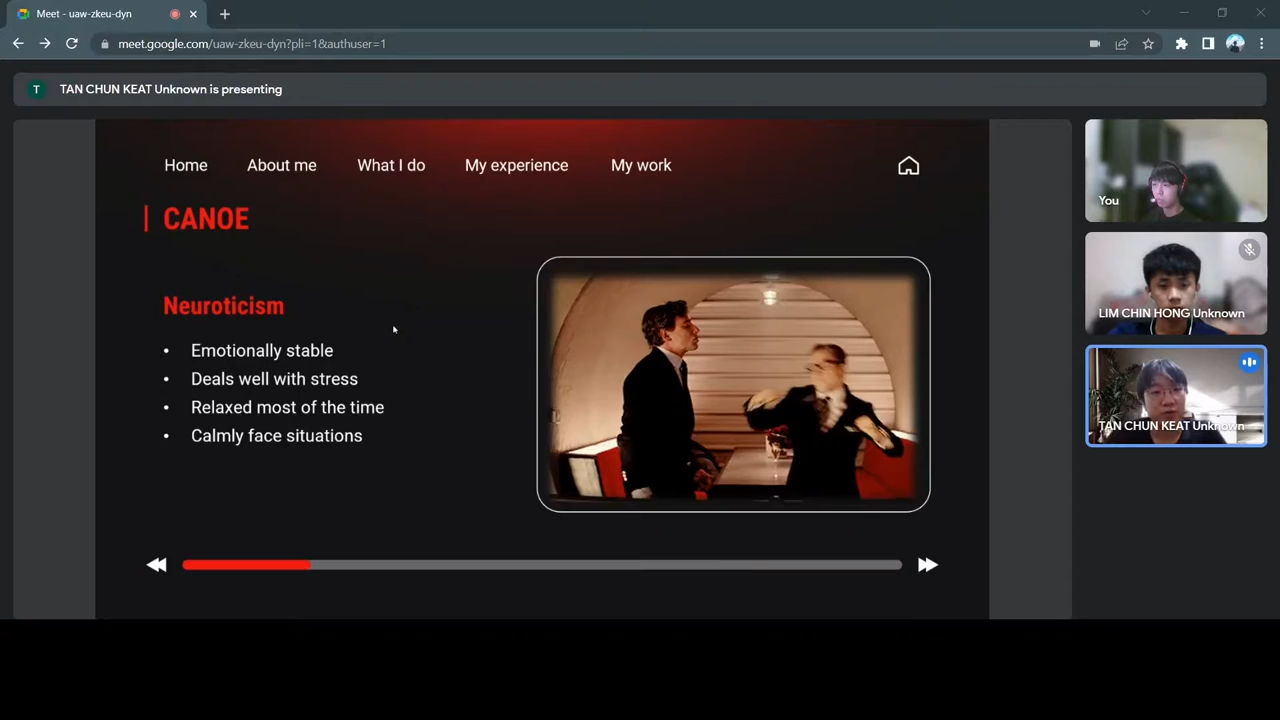 Meet - uaw-zkeu-dyn
meet.google.com/uaw-zkeu-dyn?pli=1&authuser=1
T
TAN CHUN KEAT Unknown is presenting
Home About me What I do My experience My work
CANOE
Neuroticism
• Emotionally stable
• Deals well with stress
• Relaxed most of the time
• Calmly face situations
You
LIM CHIN HONG Unknown
TAN CHUN KEAT Unknown